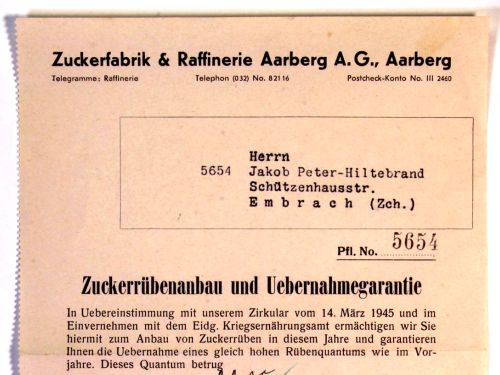 Zuckerfabrik & Raffinerie Aarberg A.G., Aarberg
Telegramme: Raffinerie Telephon (032) No. 82116 Postcheck-Konto No. III 2460
Herrn
5654 Jakob Peter-Hiltebrand
Schützenhausstr.
Embrach (Zch.)
Pfl. No. 5654
Zuckerrübenanbau und Uebernahmegarantie
In Uebereinstimmung mit unserem Zirkular vom 14. März 1945 und im
Einvernehmen mit dem Eidg. Kriegsernährungsamt ermächtigen wir Sie
hiermit zum Anbau von Zuckerrüben in diesem Jahre und garantieren
Ihnen die Uebernahme eines gleich hohen Rübenquantums wie im Vor-
jahre. Dieses Quantum betrug